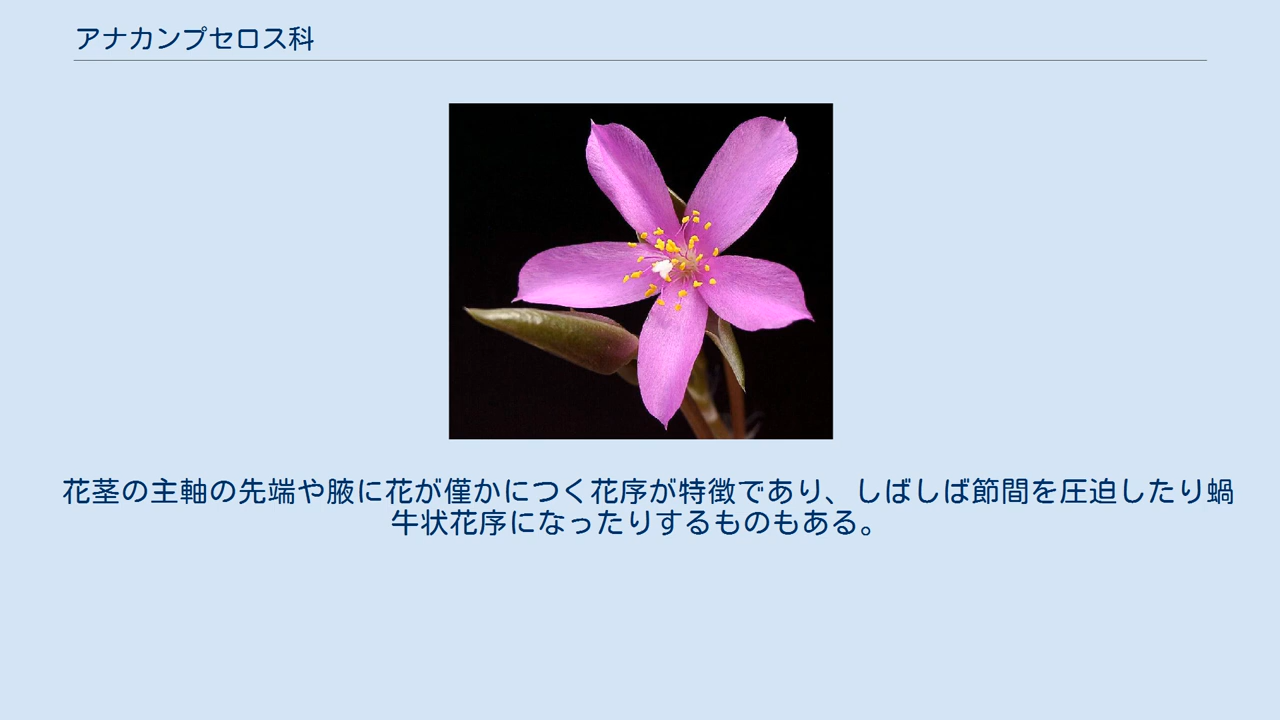 アナカンプセロス科
花茎の主軸の先端や腋に花が僅かにつく花序が特徴であり、しばしば節間を圧迫したり蝸
牛状花序になったりするものもある。